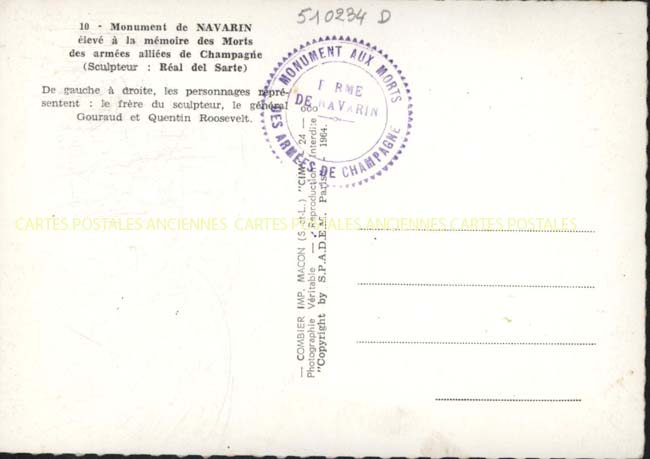 510234 D
10 - Monument de NAVARIN
élevé à la mémoire des Morts
des armées alliées de Champagne
(Sculpteur : Réal del Sarte)
De gauche à droite, les personnages repré-
sentent : le frère du sculpteur, le général
Gouraud et Quentin Roosevelt.
MONUMENT AUX MORTS
DES ARMÉES DE CHAMPAGNE
DE NAVARIN
— COMBIER IMP. MACON (S.-et-L.) "CIM" 24 —
Photographie Véritable — Reproduction Interdite
"Copyright by S.P.A.D.E.M. Paris" - 1964.
CARTES POSTALES ANCIENNES CARTES POSTALES ANCIENNES CARTES POSTALES ANCIENNES